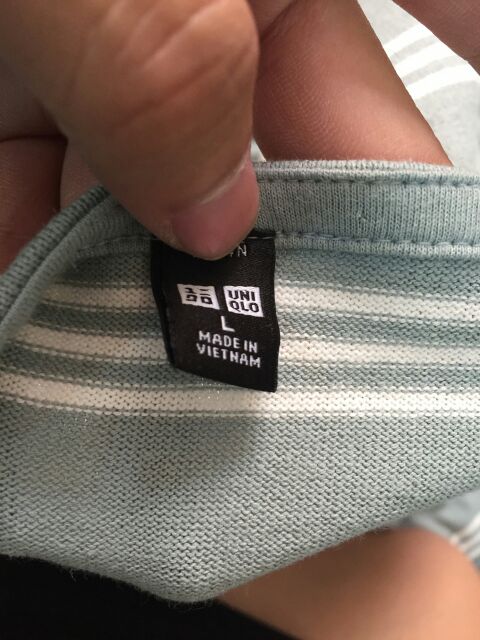 ユニ UNI
クロ QLO
L
MADE IN
VIETNAM